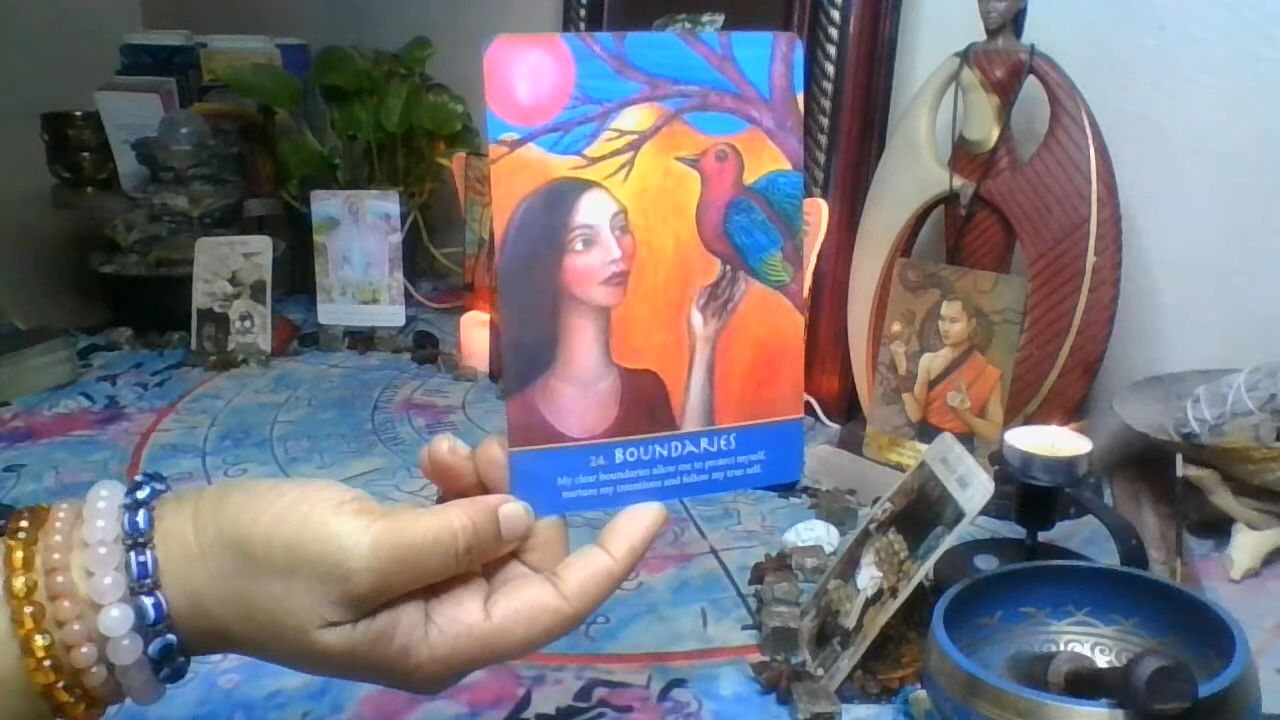 24. BOUNDARIES
My clear boundaries allow me to protect myself,
nurture my intentions and follow my true self.